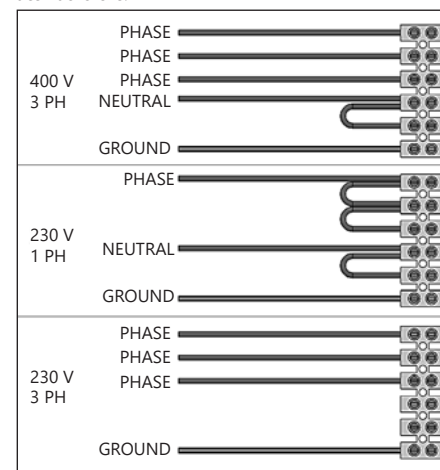 PHASE
PHASE
400 V PHASE
3 PH NEUTRAL
GROUND
PHASE
230 V
1 PH NEUTRAL
GROUND
PHASE
PHASE
230 V PHASE
3 PH
GROUND